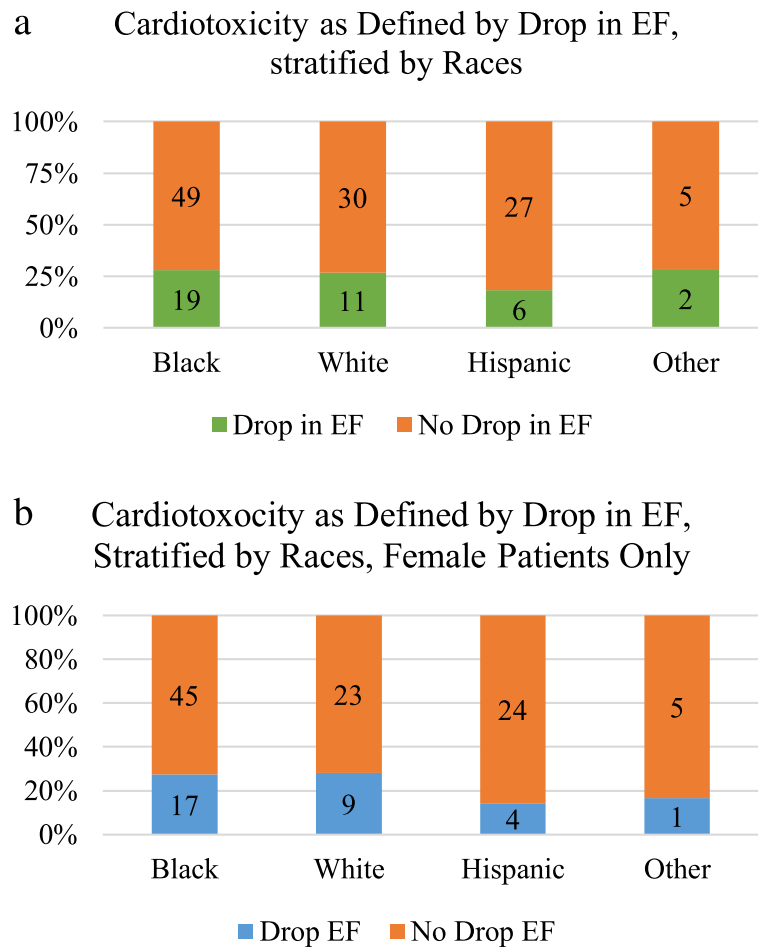 a
Cardiotoxicity as Defined by Drop in EF,
stratified by Races
100%
75%
50%
25%
0%
49
30
27
5
19
11
6
2
Black White Hispanic Other
Drop in EF No Drop in EF
b
Cardiotoxocity as Defined by Drop in EF,
Stratified by Races, Female Patients Only
100%
80%
60%
40%
20%
0%
45
23
24
5
17
9
4
1
Black White Hispanic Other
Drop EF No Drop EF